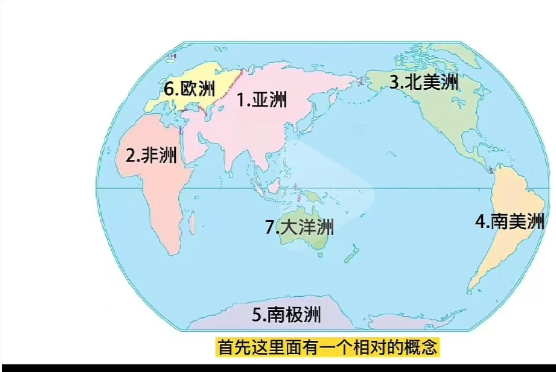 6.欧洲
1.亚洲
3.北美洲
2.非洲
4.南美洲
7.大洋洲
5.南极洲
首先这里面有一个相对的概念